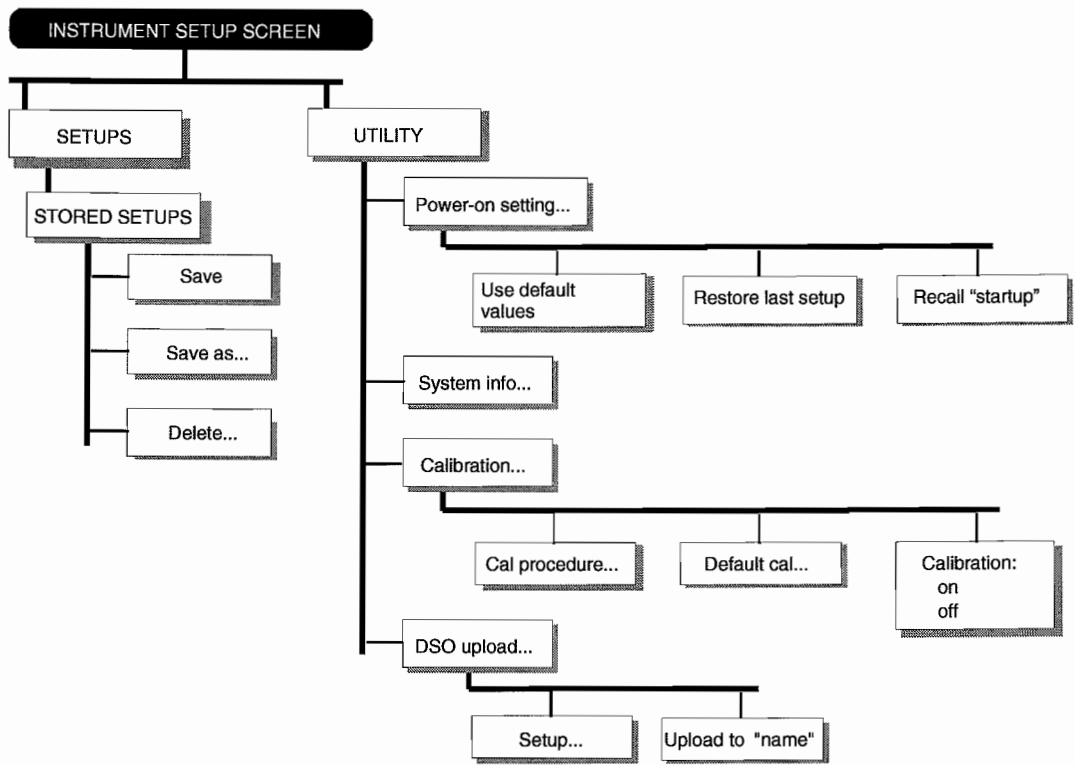 INSTRUMENT SETUP SCREEN
SETUPS
UTILITY
STORED SETUPS
Power-on setting...
Save
Use default
values
Restore last setup
Recall “startup”
Save as...
System info...
Delete...
Calibration...
Cal procedure...
Default cal...
Calibration:
on
off
DSO upload...
Setup...
Upload to "name"